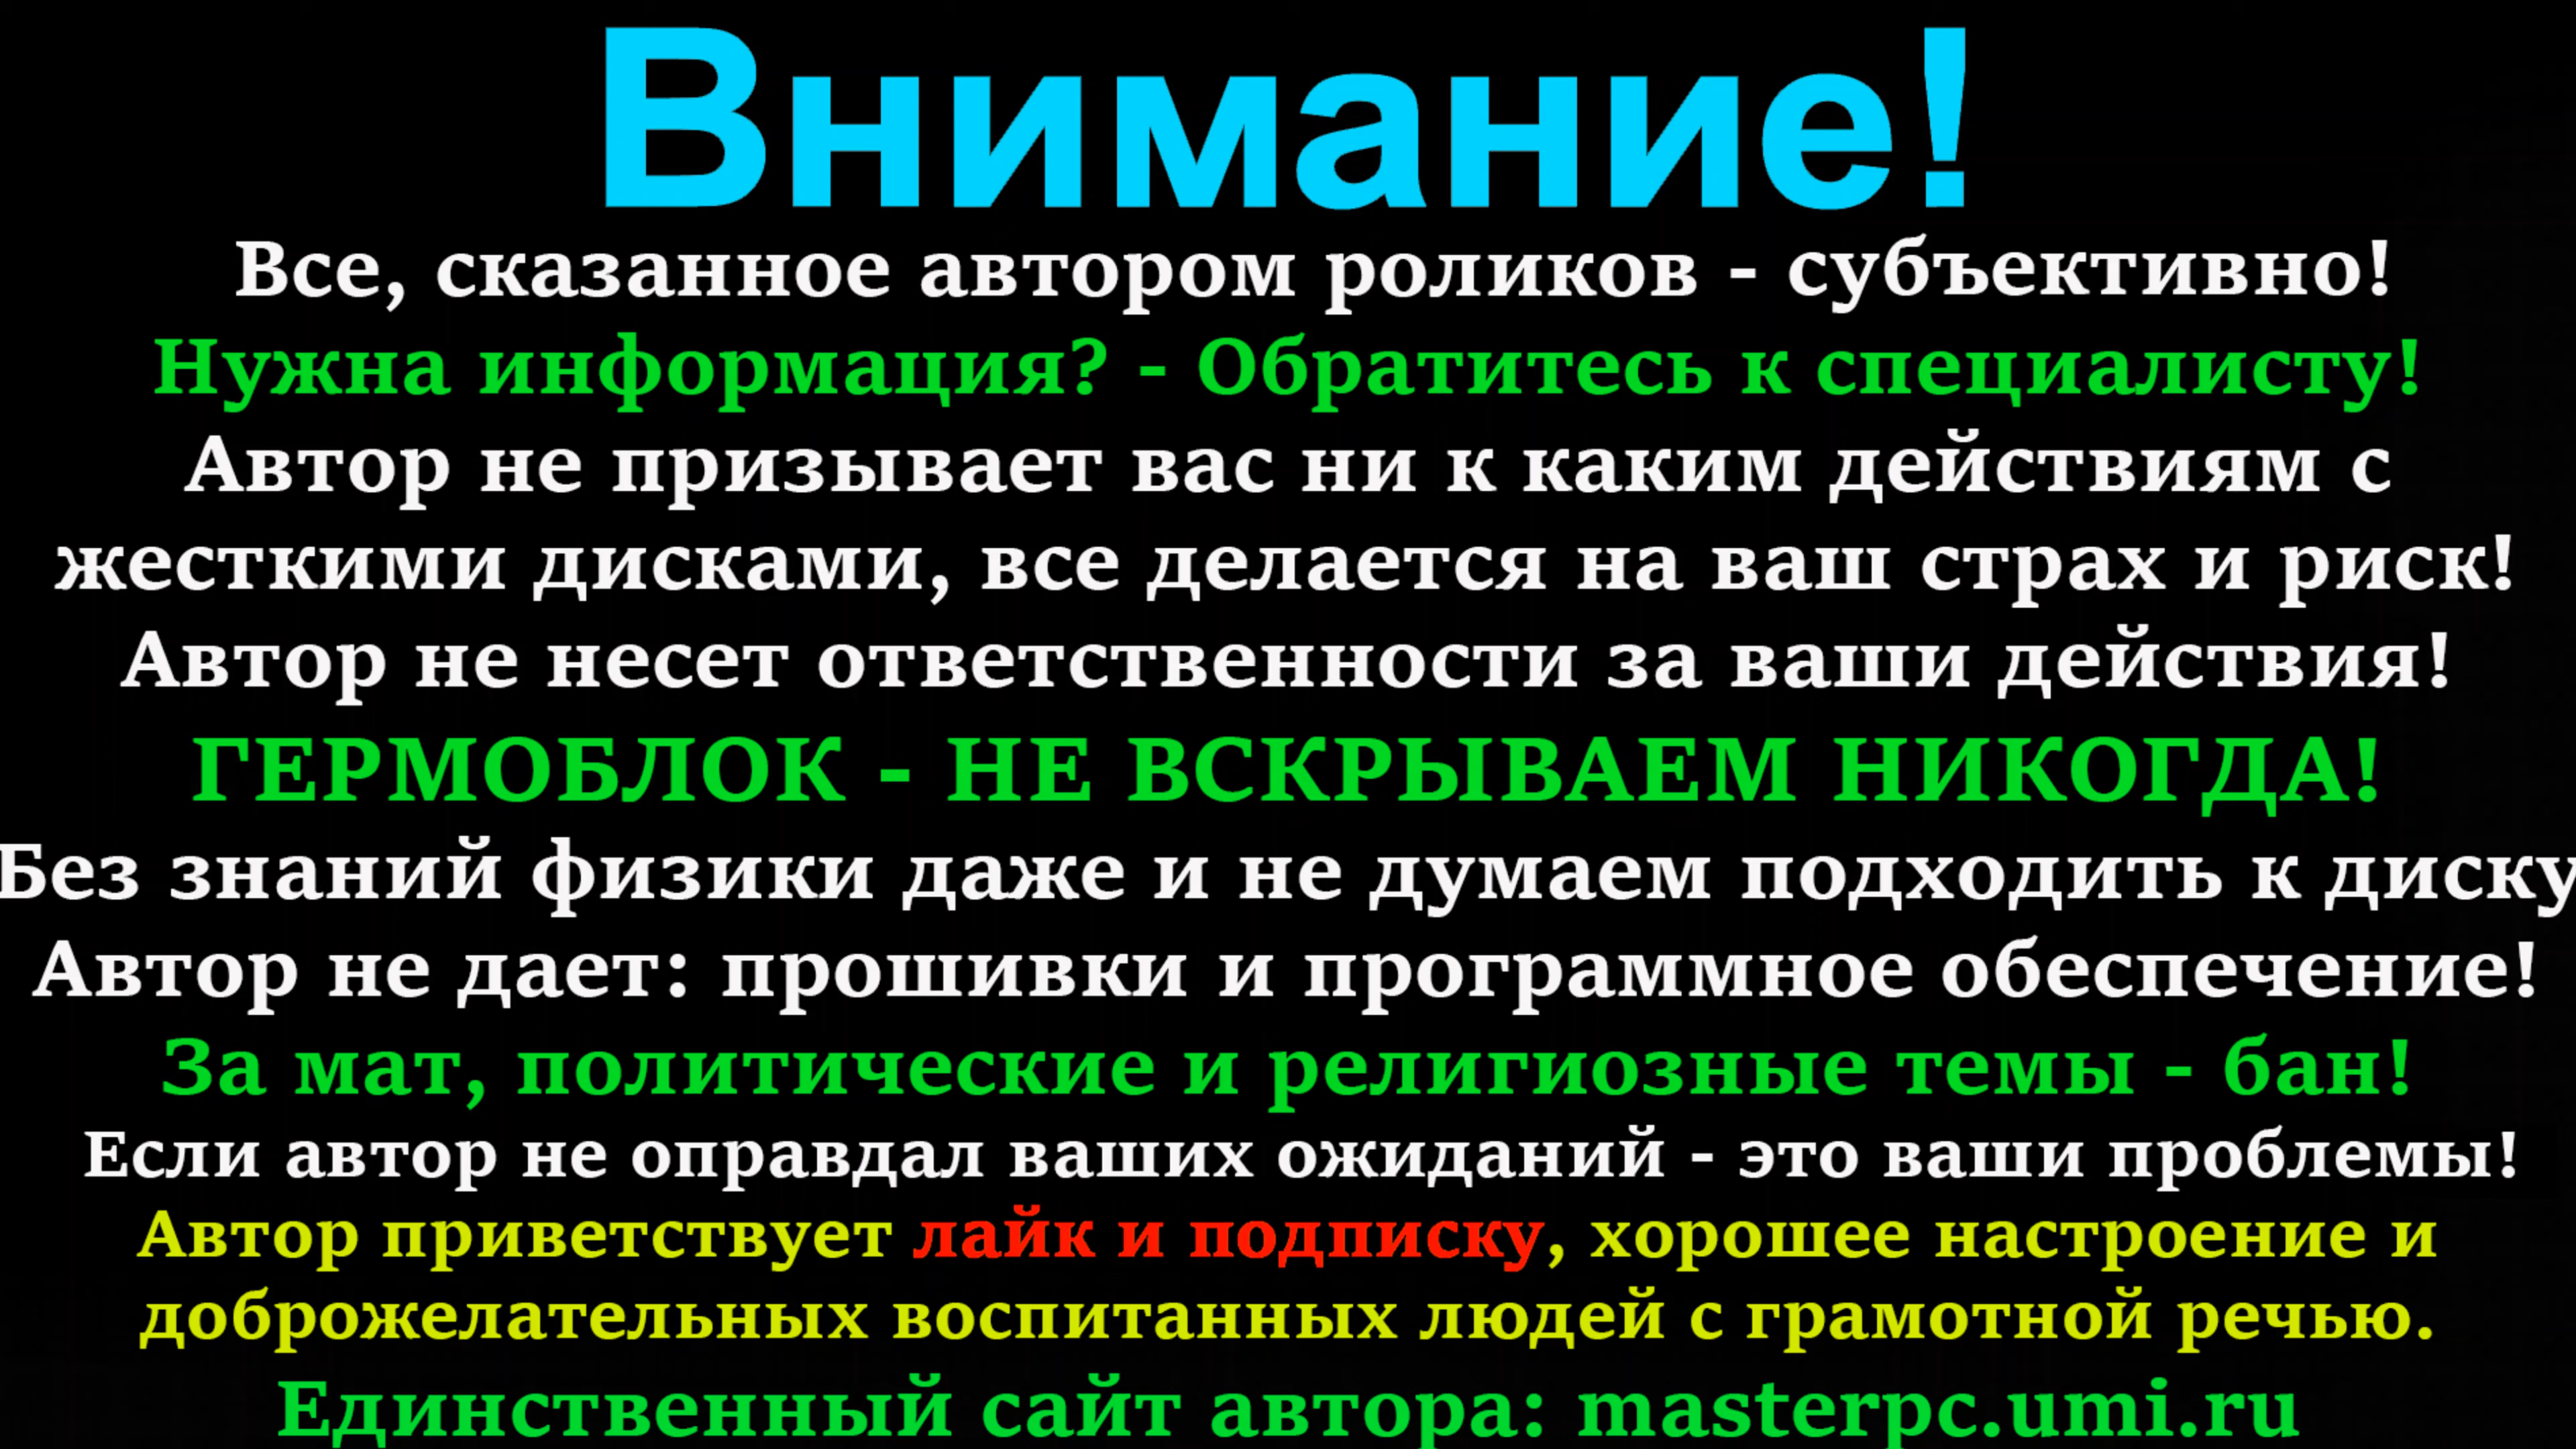 Внимание!
Все, сказанное автором роликов - субъективно!
Нужна информация? - Обратитесь к специалисту!
Автор не призывает вас ни к каким действиям с
жесткими дисками, все делается на ваш страх и риск!
Автор не несет ответственности за ваши действия!
ГЕРМОБЛОК - НЕ ВСКРЫВАЕМ НИКОГДА!
Без знаний физики даже и не думаем подходить к диску
Автор не дает: прошивки и программное обеспечение!
За мат, политические и религиозные темы - бан!
Если автор не оправдал ваших ожиданий - это ваши проблемы!
Автор приветствует лайк и подписку, хорошее настроение и
доброжелательных воспитанных людей с грамотной речью.
Единственный сайт автора: masterpc.umi.ru